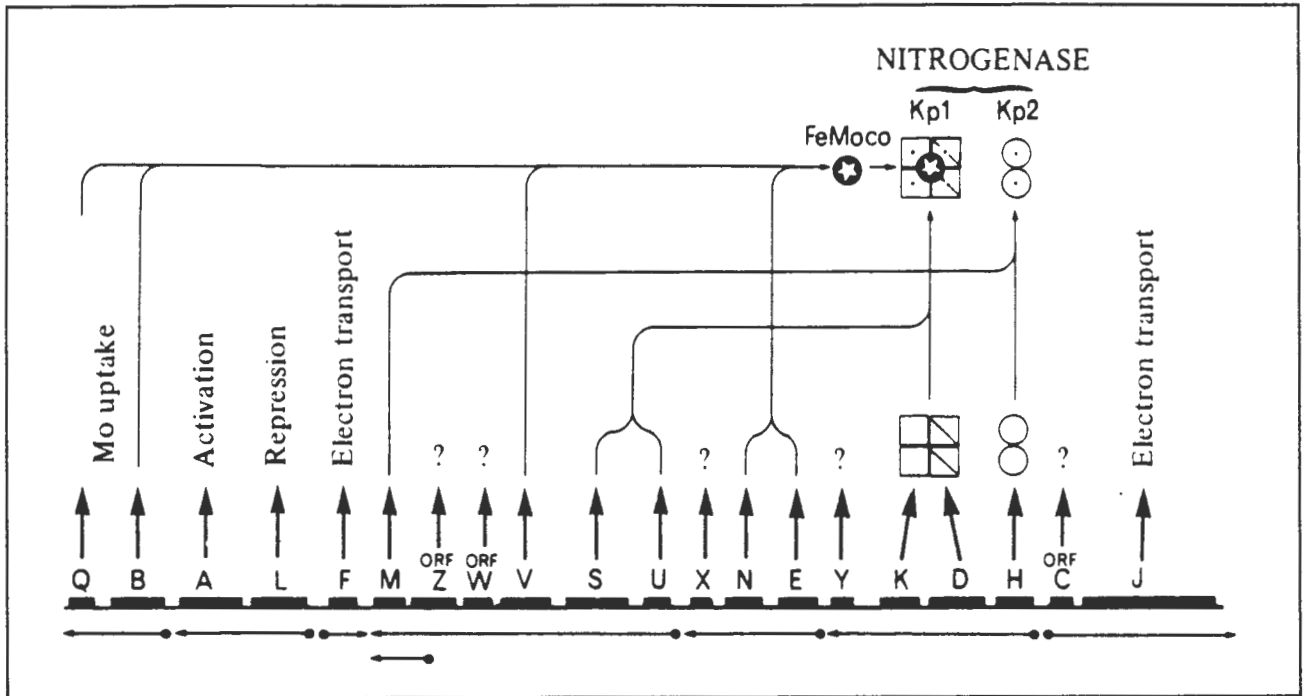 NITROGENASE
Kp1 Kp2
FeMoco
Mo uptake
Activation
Repression
Electron transport
? ? ? ? ?
Electron transport
ORF ORF ORF
Q B A L F M Z W V S U X N E Y K D H C J